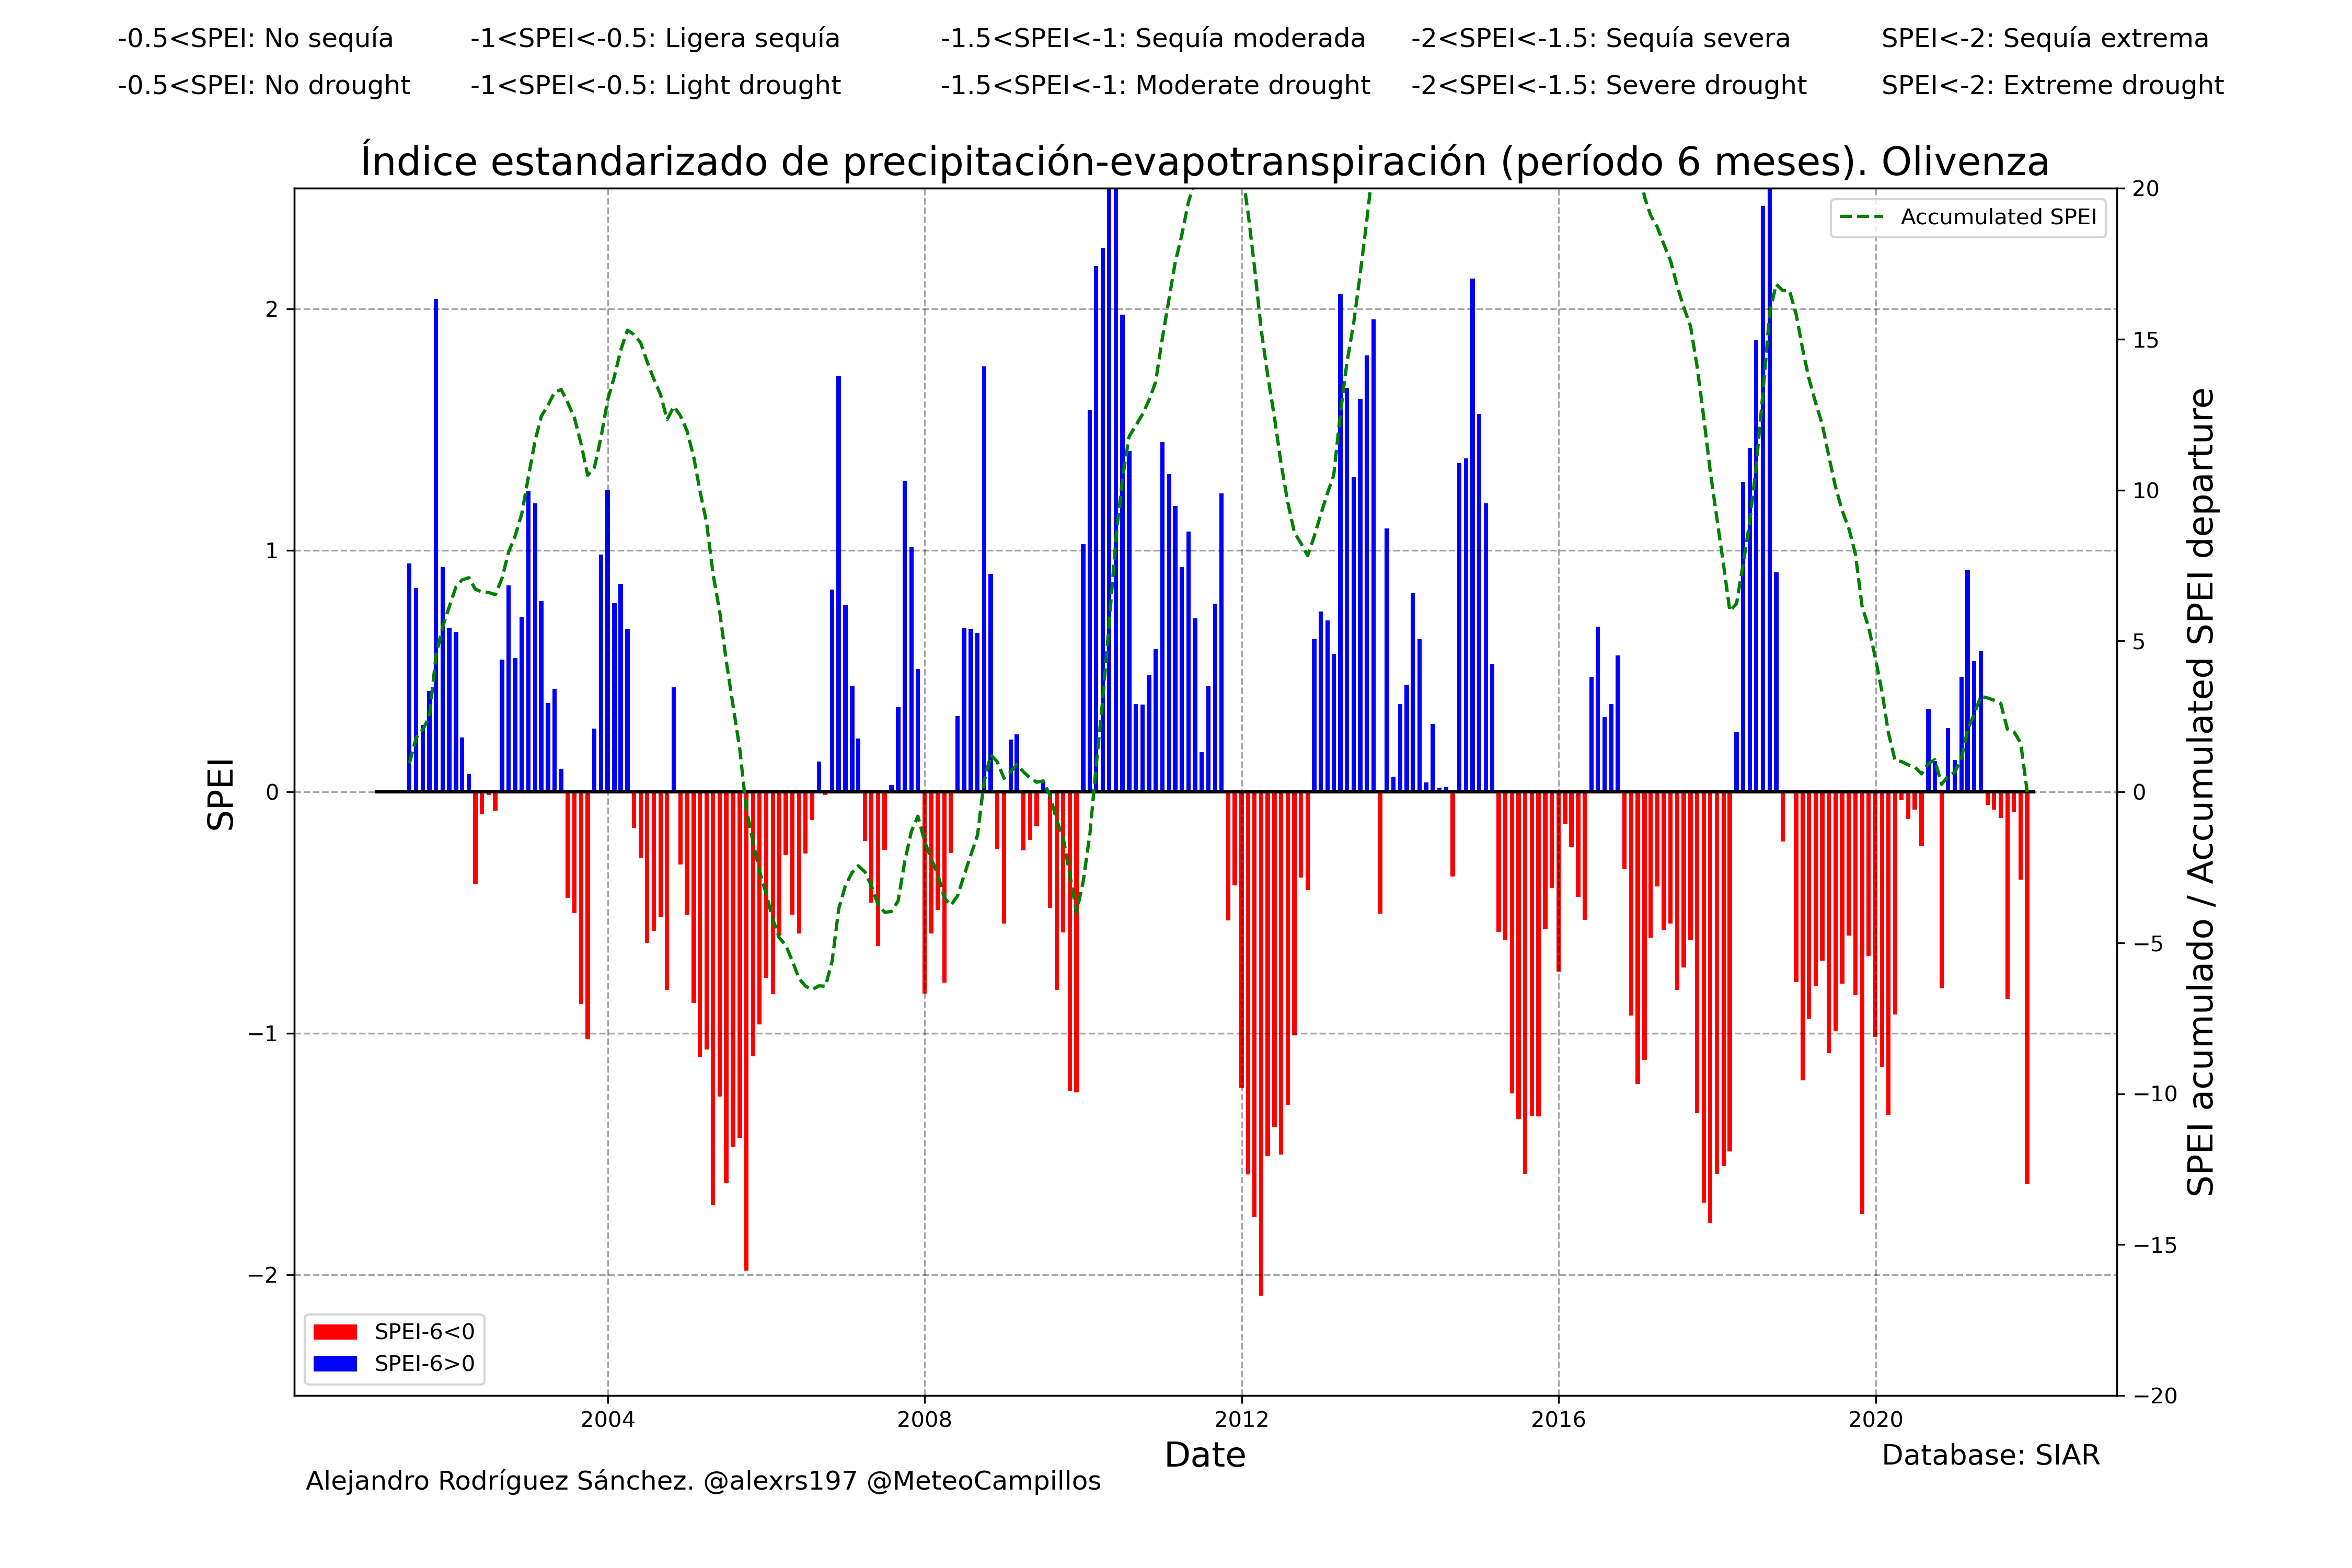 -0.5<SPEI: No sequía -1<SPEI<-0.5: Ligera sequía -1.5<SPEI<-1: Sequía moderada -2<SPEI<-1.5: Sequía severa SPEI<-2: Sequía extrema
-0.5<SPEI: No drought -1<SPEI<-0.5: Light drought -1.5<SPEI<-1: Moderate drought -2<SPEI<-1.5: Severe drought SPEI<-2: Extreme drought
Índice estandarizado de precipitación-evapotranspiración (período 6 meses). Olivenza
Accumulated SPEI
SPEI
2
1
0
−1
−2
20
15
10
5
0
−5
−10
−15
−20
SPEI acumulado / Accumulated SPEI departure
SPEI-6<0
SPEI-6>0
2004 2008 2012 2016 2020
Date
Database: SIAR
Alejandro Rodríguez Sánchez. @alexrs197 @MeteoCampillos